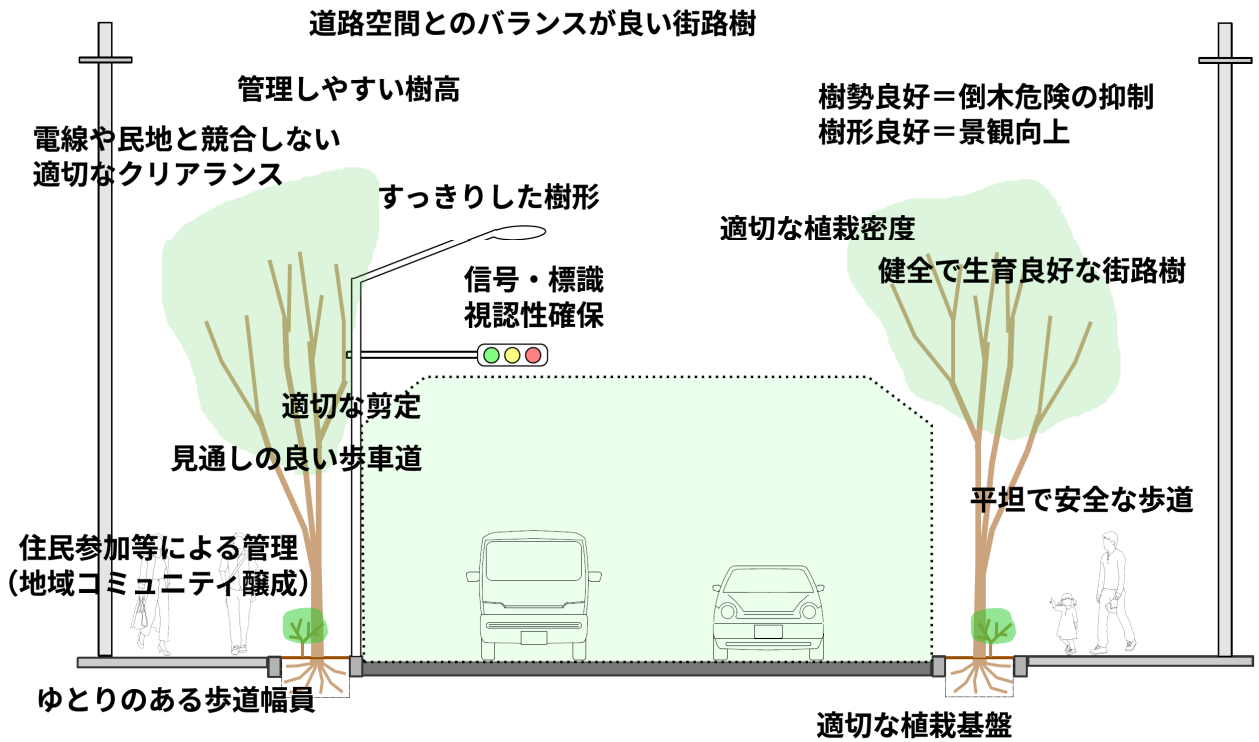 道路空間とのバランスが良い街路樹
管理しやすい樹高
樹勢良好＝倒木危険の抑制
樹形良好＝景観向上
電線や民地と競合しない
適切なクリアランス
すっきりした樹形
適切な植栽密度
健全で生育良好な街路樹
信号・標識
視認性確保
適切な剪定
見通しの良い歩車道
平坦で安全な歩道
住民参加等による管理
（地域コミュニティ醸成）
ゆとりのある歩道幅員
適切な植栽基盤